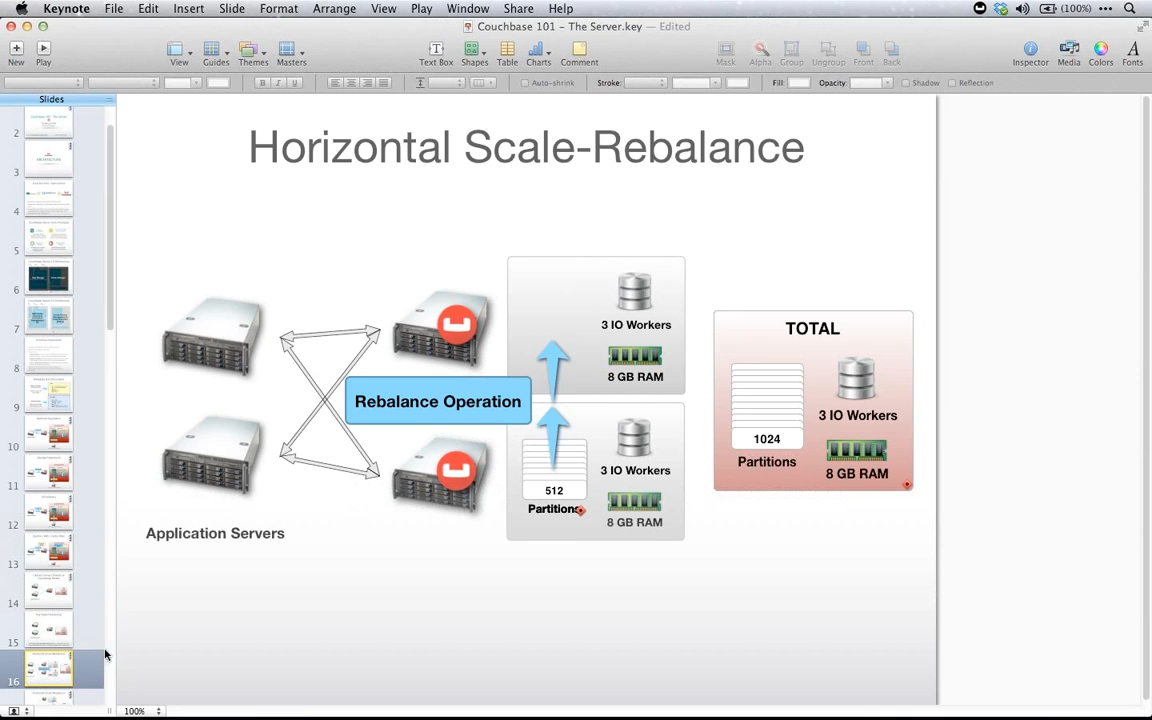 Keynote File Edit Insert Slide Format Arrange View Play Window Share Help (100%)
Couchbase 101 - The Server.key — Edited
New Play View Guides Themes Masters Text Box Shapes Table Charts Comment Mask Alpha Group Ungroup Front Back Inspector Media Colors Fonts
B I U Auto-shrink Stroke: Fill: Opacity: Shadow Reflection
Slides
2
3
4
5
6
7
8
9
10
11
12
13
14
15
16
Horizontal Scale-Rebalance
3 IO Workers
8 GB RAM
Rebalance Operation
512
Partitions
3 IO Workers
8 GB RAM
TOTAL
1024
Partitions
3 IO Workers
8 GB RAM
Application Servers
100%